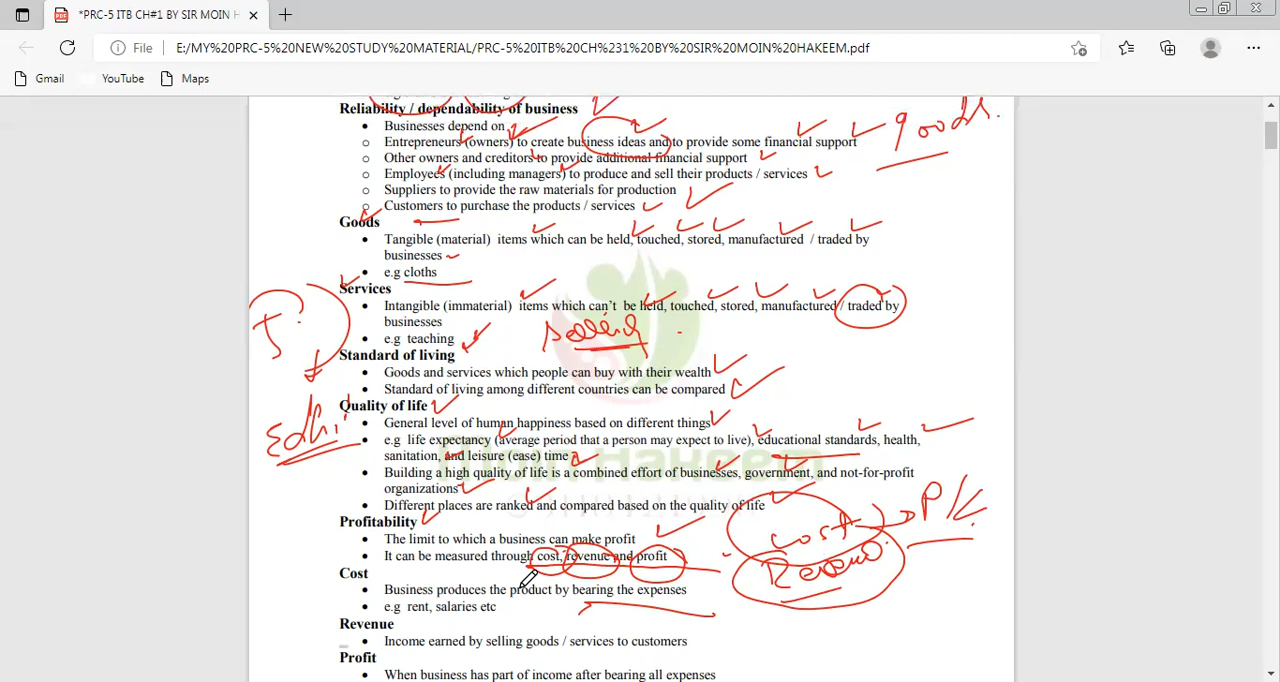 *PRC-5 ITB CH#1 BY SIR MOIN H
File
E:/MY%20PRC-5%20NEW%20STUDY%20MATERIAL/PRC-5%20ITB%20CH%231%20BY%20SIR%20MOIN%20HAKEEM.pdf
Gmail YouTube Maps
Reliability / dependability of business
• Businesses depend on
o Entrepreneurs (owners) to create business ideas and to provide some financial support
o Other owners and creditors to provide additional financial support
o Employees (including managers) to produce and sell their products / services
o Suppliers to provide the raw materials for production
o Customers to purchase the products / services
goods.
Goods
• Tangible (material) items which can be held, touched, stored, manufactured / traded by
businesses
• e.g cloths
Services
• Intangible (immaterial) items which can't be held, touched, stored, manufactured / traded by
businesses
• e.g teaching
selling
Standard of living
• Goods and services which people can buy with their wealth
• Standard of living among different countries can be compared
Quality of life
• General level of human happiness based on different things
• e.g life expectancy (average period that a person may expect to live), educational standards, health,
sanitation, and leisure (ease) time
• Building a high quality of life is a combined effort of businesses, government, and not-for-profit
organizations
• Different places are ranked and compared based on the quality of life
Edhi
Moin Hakeem
Profitability
• The limit to which a business can make profit
• It can be measured through cost, revenue and profit
cost
Cost
• Business produces the product by bearing the expenses
• e.g rent, salaries etc
Revenue
• Income earned by selling goods / services to customers
Profit
• When business has part of income after bearing all expenses